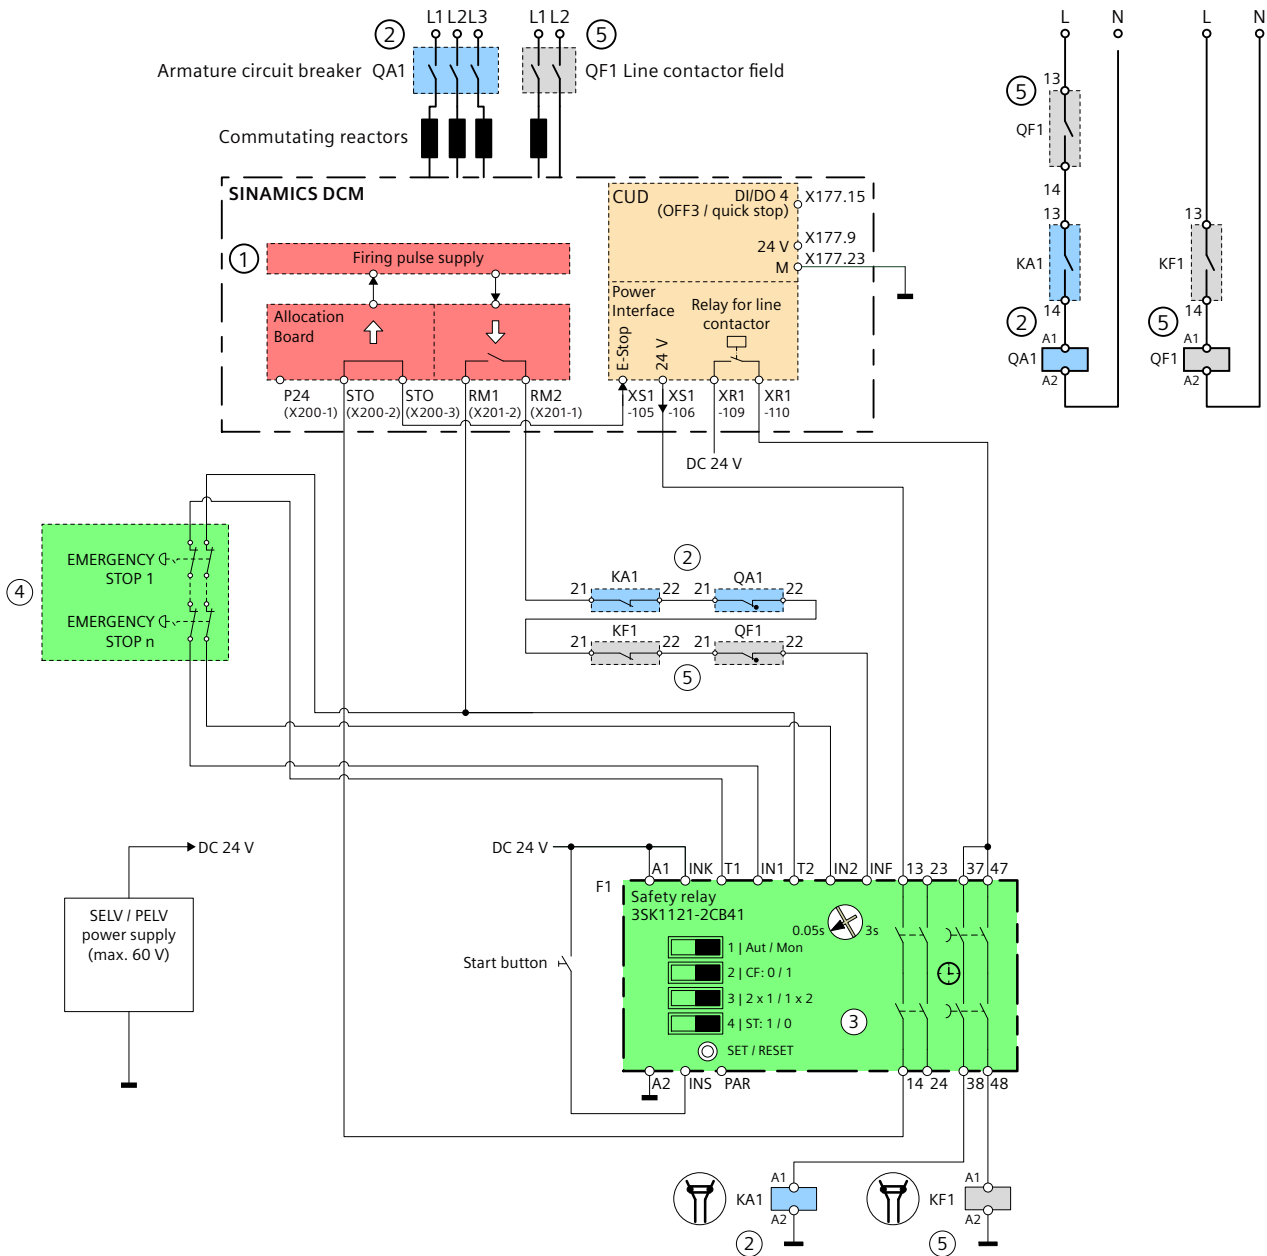 L1 L2 L3
L1 L2
2
5
Armature circuit breaker QA1
QF1 Line contactor field
Commutating reactors
L N
L N
5
13
QF1
14
13
KA1
14
2
A1
QA1
A2
13
KF1
14
5
A1
QF1
A2
SINAMICS DCM
1
Firing pulse supply
Allocation
Board
CUD
DI/DO 4
(OFF3 / quick stop)
X177.15
24 V
X177.9
M
X177.23
Power
Interface
Relay for line
contactor
E-Stop
24 V
P24
(X200-1)
STO
(X200-2)
STO
(X200-3)
RM1
(X201-2)
RM2
(X201-1)
XS1
-105
XS1
-106
XR1
-109
XR1
-110
DC 24 V
4
EMERGENCY
STOP 1
EMERGENCY
STOP n
2
21 KA1 22 21 QA1 22
21 KF1 22 21 QF1 22
5
DC 24 V
SELV / PELV
power supply
(max. 60 V)
DC 24 V
Start button
F1
A1 INK T1 IN1 T2 IN2 INF 13 23 37 47
Safety relay
3SK1121-2CB41
0.05s 3s
1 | Aut / Mon
2 | CF: 0 / 1
3 | 2 x 1 / 1 x 2
4 | ST: 1 / 0
3
SET / RESET
A2 INS PAR 14 24 38 48
A1
KA1
A2
2
A1
KF1
A2
5